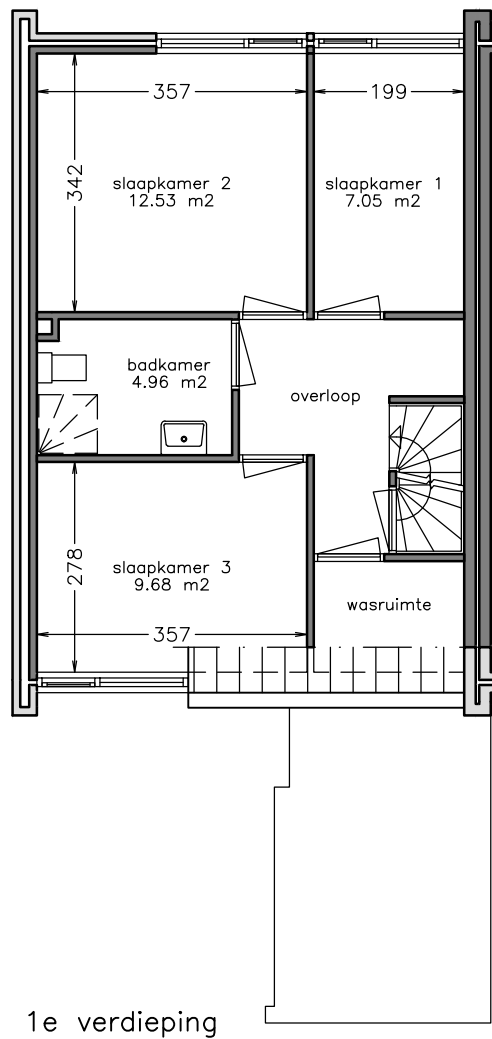 357
199
342
slaapkamer 2
12.53 m2
slaapkamer 1
7.05 m2
badkamer
4.96 m2
overloop
278
slaapkamer 3
9.68 m2
wasruimte
357
1e verdieping